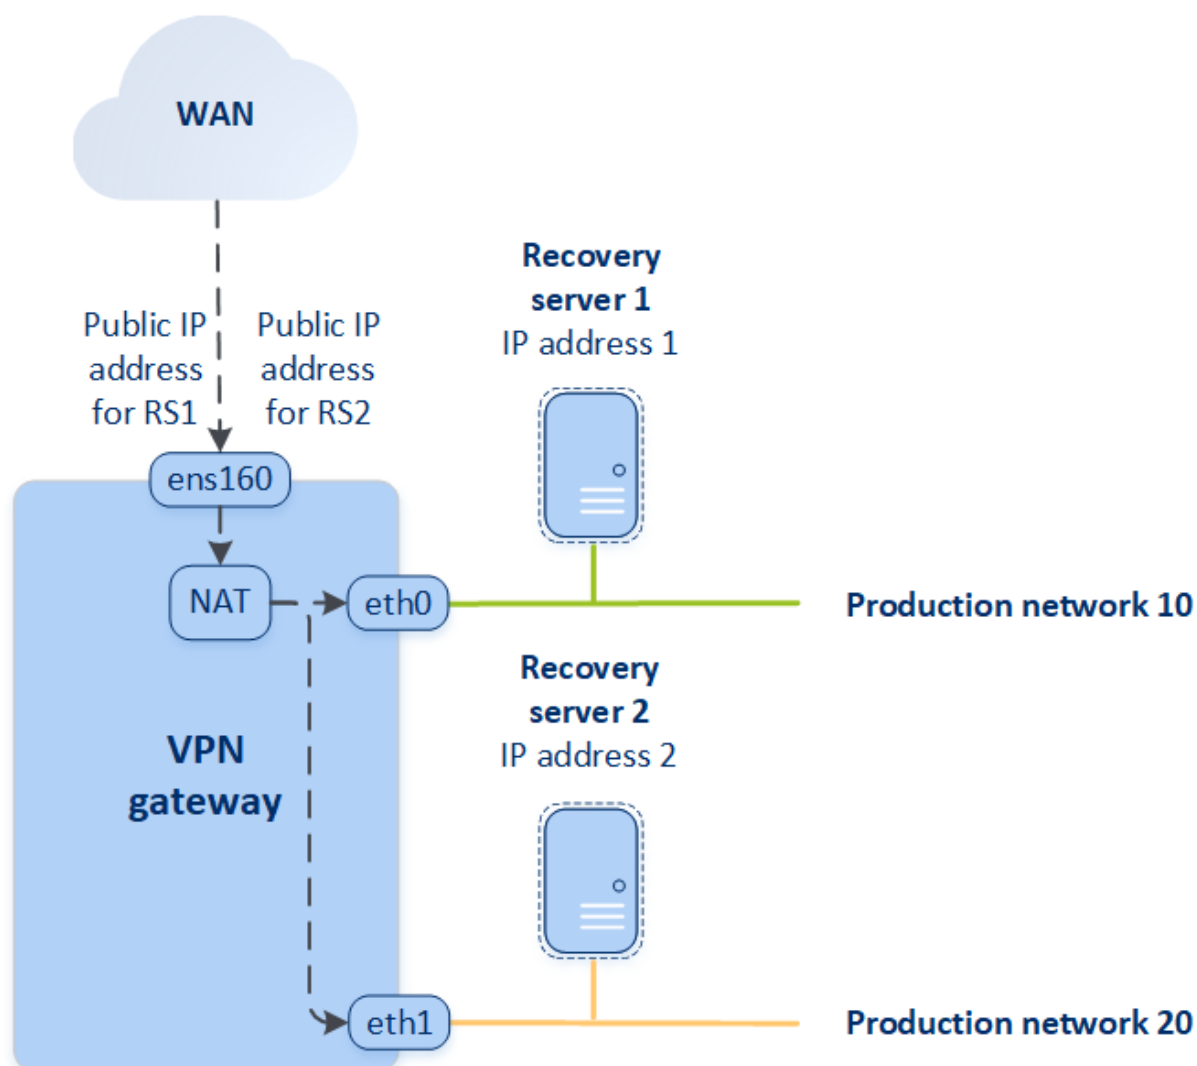 WAN
Public IP
address
for RS1
Public IP
address
for RS2
Recovery
server 1
IP address 1
ens160
NAT
eth0
Production network 10
Recovery
server 2
IP address 2
VPN
gateway
eth1
Production network 20